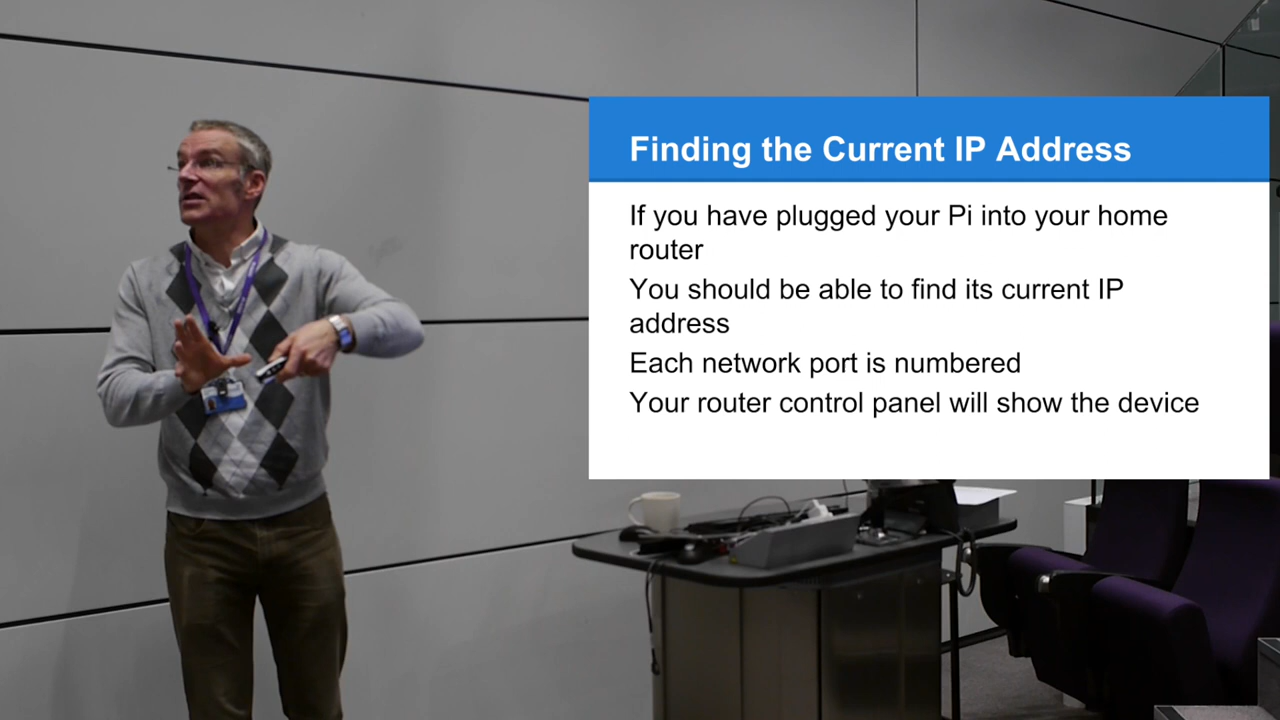 Finding the Current IP Address
If you have plugged your Pi into your home
router
You should be able to find its current IP
address
Each network port is numbered
Your router control panel will show the device